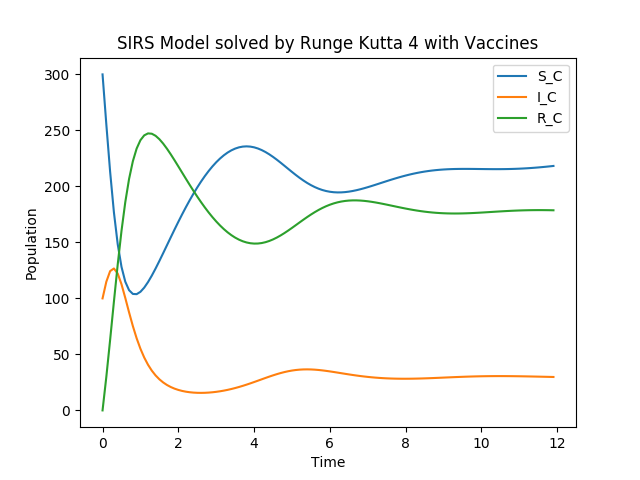 SIRS Model solved by Runge Kutta 4 with Vaccines
S_C
I_C
R_C
300
250
200
150
100
50
0
Population
0 2 4 6 8 10 12
Time